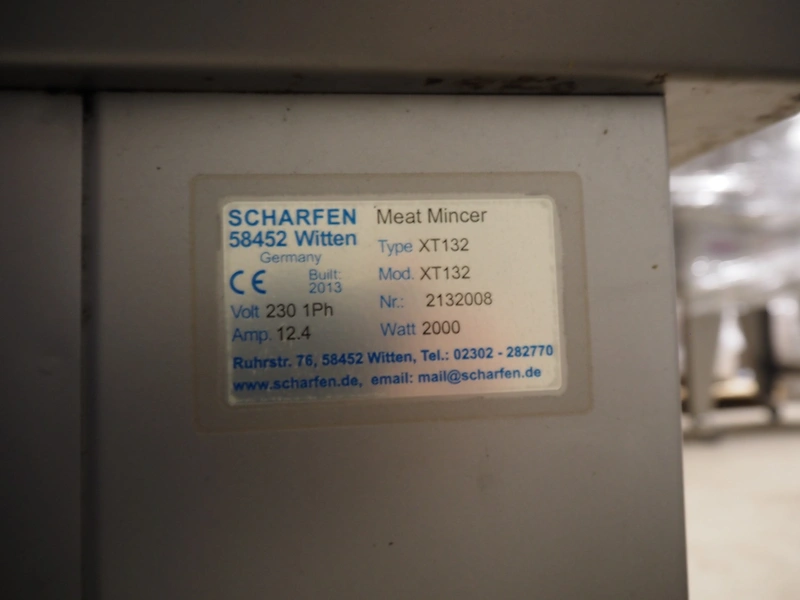 SCHARFEN
58452 Witten
Germany
CE
Built:
2013
Volt 230 1Ph
Amp. 12.4
Meat Mincer
Type XT132
Mod. XT132
Nr.: 2132008
Watt 2000
Ruhrstr. 76, 58452 Witten, Tel.: 02302 - 282770
www.scharfen.de, email: mail@scharfen.de